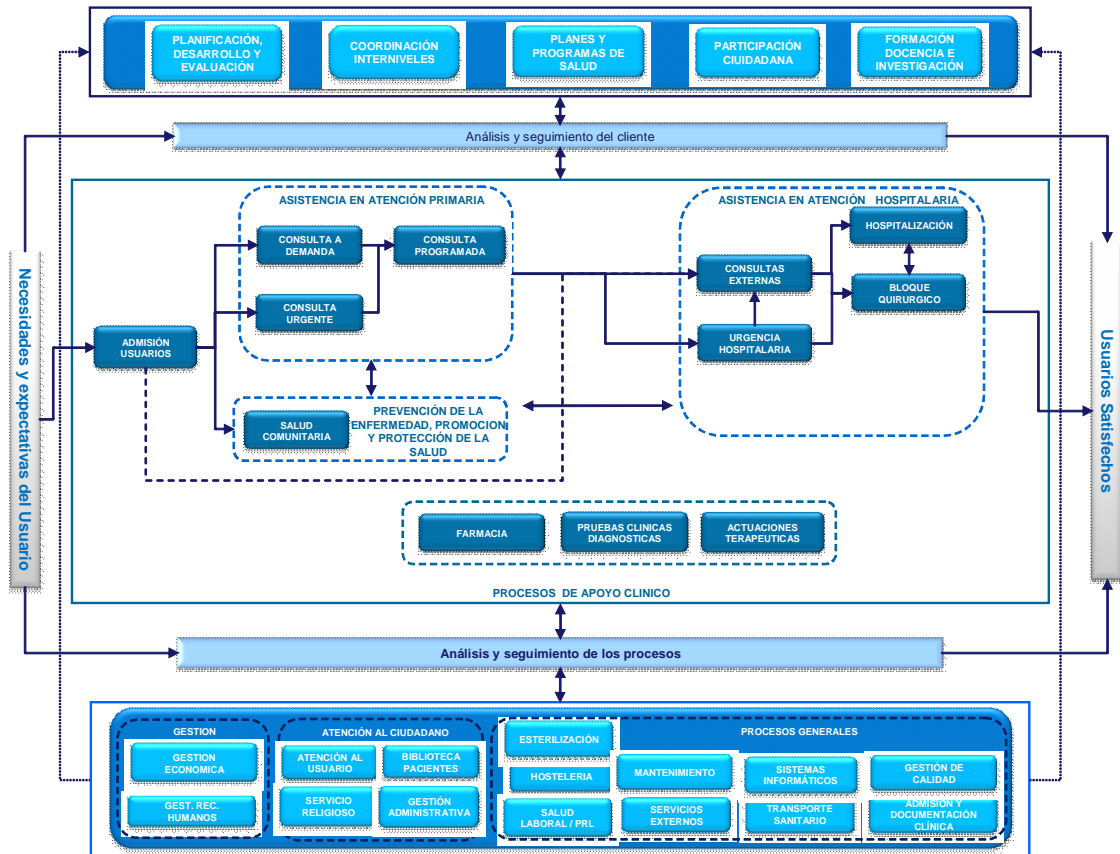 PLANIFICACIÓN,
DESARROLLO Y
EVALUACIÓN
COORDINACIÓN
INTERNIVELES
PLANES Y
PROGRAMAS DE
SALUD
PARTICIPACIÓN
CIUIDADANA
FORMACIÓN
DOCENCIA E
INVESTIGACIÓN
Análisis y seguimiento del cliente
Necesidades y expectativas del Usuario
ASISTENCIA EN ATENCIÓN PRIMARIA
CONSULTA A
DEMANDA
CONSULTA
PROGRAMADA
CONSULTA
URGENTE
ADMISIÓN
USUARIOS
SALUD
COMUNITARIA
PREVENCIÓN DE LA
ENFERMEDAD, PROMOCION
Y PROTECCIÓN DE LA
SALUD
ASISTENCIA EN ATENCIÓN HOSPITALARIA
HOSPITALIZACIÓN
CONSULTAS
EXTERNAS
BLOQUE
QUIRURGICO
URGENCIA
HOSPITALARIA
Usuarios Satisfechos
FARMACIA
PRUEBAS CLINICAS
DIAGNOSTICAS
ACTUACIONES
TERAPEUTICAS
PROCESOS DE APOYO CLINICO
Análisis y seguimiento de los procesos
GESTION
GESTION
ECONOMICA
GEST. REC.
HUMANOS
ATENCIÓN AL CIUDADANO
ATENCIÓN AL
USUARIO
BIBLIOTECA
PACIENTES
SERVICIO
RELIGIOSO
GESTIÓN
ADMINISTRATIVA
PROCESOS GENERALES
ESTERILIZACIÓN
HOSTELERIA
MANTENIMIENTO
SISTEMAS
INFORMÁTICOS
GESTIÓN DE
CALIDAD
SALUD
LABORAL / PRL
SERVICIOS
EXTERNOS
TRANSPORTE
SANITARIO
ADMISIÓN Y
DOCUMENTACIÓN
CLÍNICA